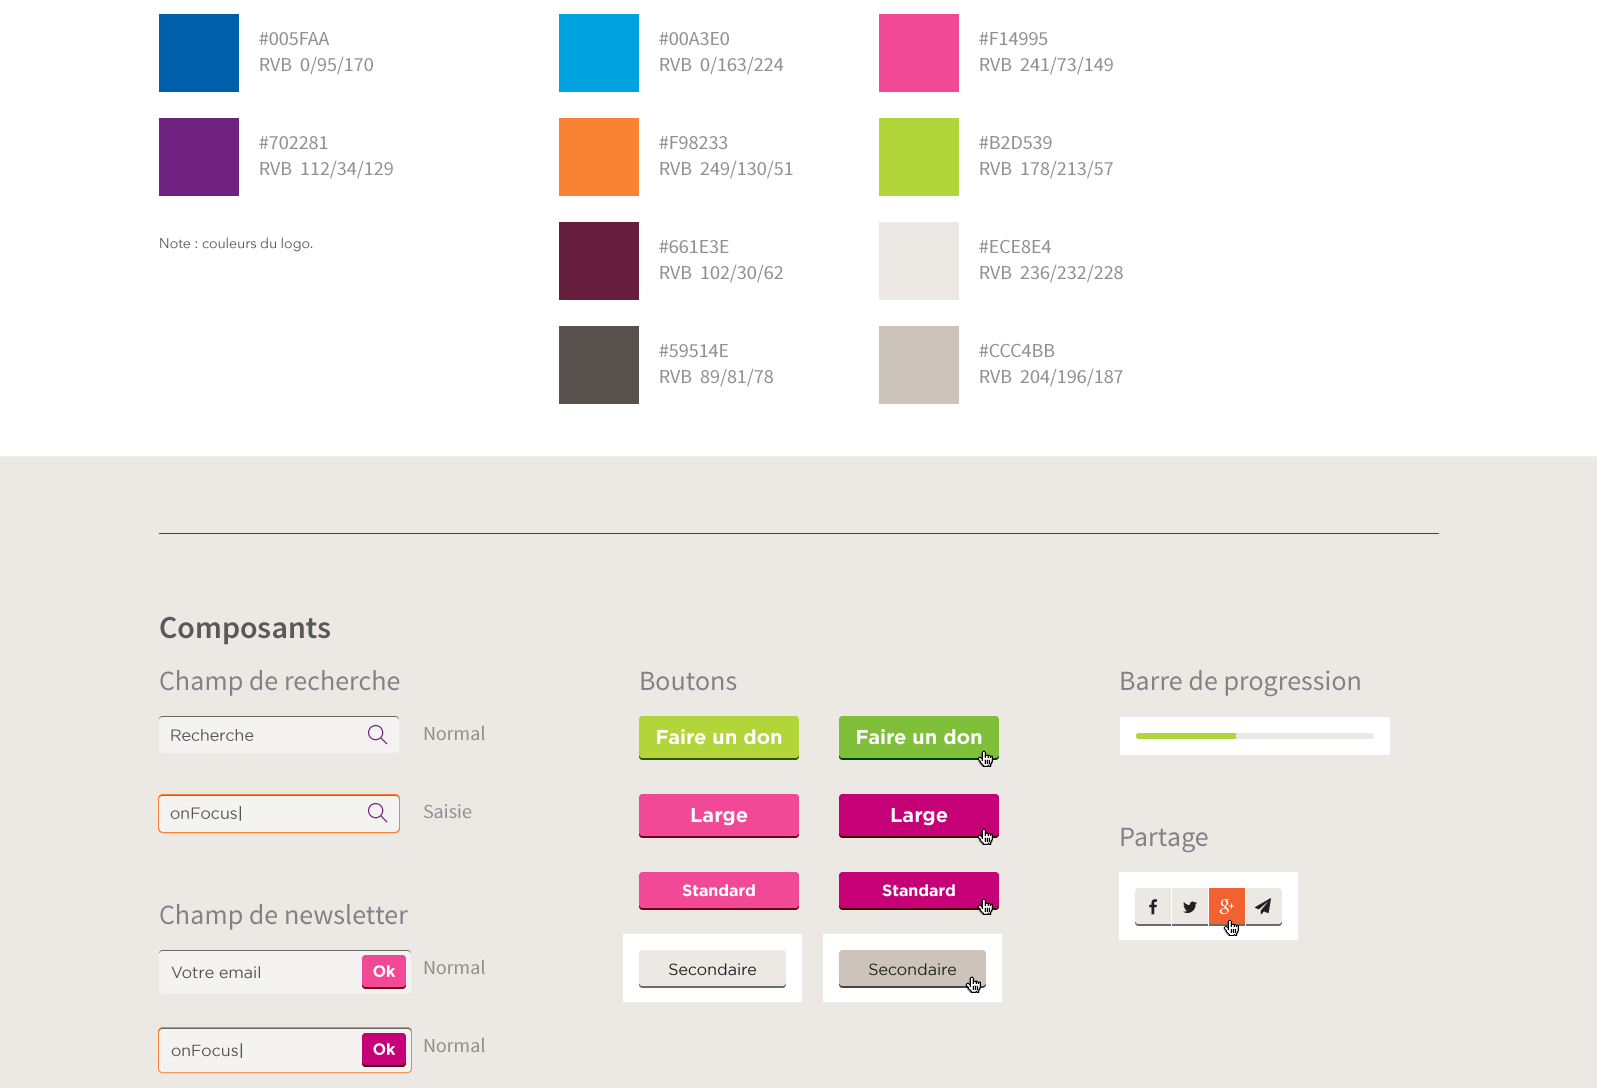 #005FAA
RVB 0/95/170
#00A3E0
RVB 0/163/224
#F14995
RVB 241/73/149
#702281
RVB 112/34/129
#F98233
RVB 249/130/51
#B2D539
RVB 178/213/57
Note : couleurs du logo.
#661E3E
RVB 102/30/62
#ECE8E4
RVB 236/232/228
#59514E
RVB 89/81/78
#CCC4BB
RVB 204/196/187
Composants
Champ de recherche
Recherche
Normal
onFocus|
Saisie
Champ de newsletter
Votre email
Ok
Normal
onFocus|
Ok
Normal
Boutons
Faire un don
Faire un don
Large
Large
Standard
Standard
Secondaire
Secondaire
Barre de progression
Partage
f
g+